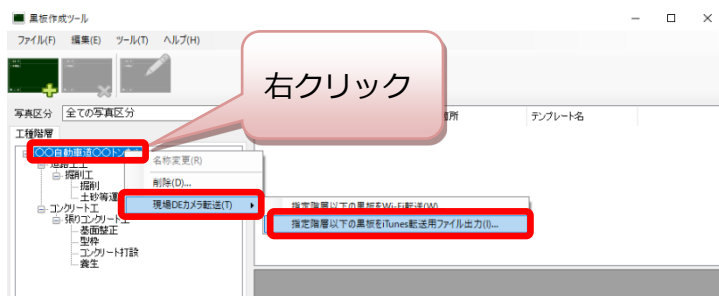 黒板作成ツール
ファイル(F) 編集(E) ツール(T) ヘルプ(H)
右クリック
写真区分 全ての写真区分
テンプレート名
工種階層
〇〇自動車道〇〇
名称変更(R)
掘削工
削除(D)...
掘削
土砂等
現場DEカメラ転送(T)
指定階層以下の黒板をWi-Fi転送(W)
コンクリート工
指定階層以下の黒板をiTunes転送用ファイル出力(I)...
張りコンクリート工
基面整正
型枠
コンクリート打設
養生